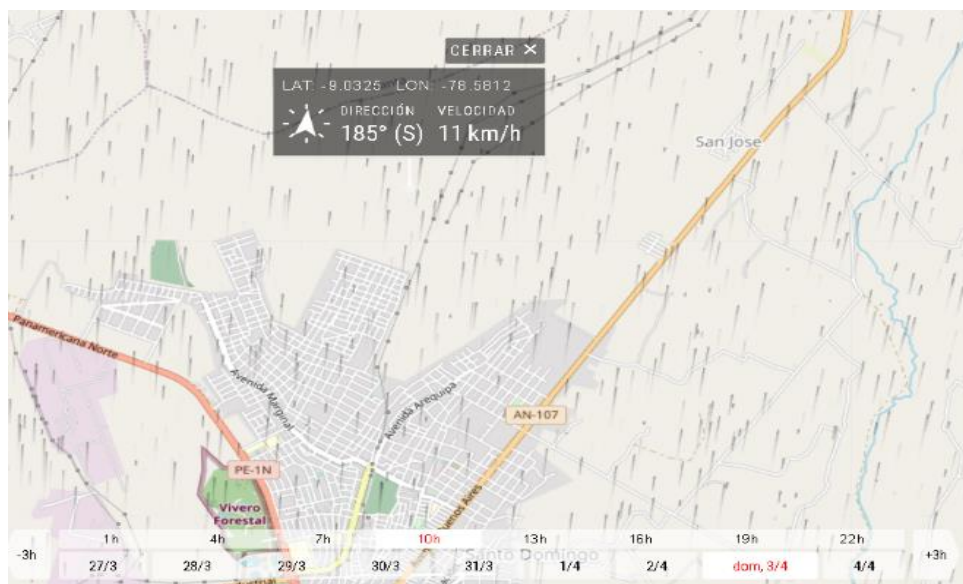 CERRAR ×
LAT: -9.0325 LON: -78.5812
DIRECCIÓN VELOCIDAD
185° (S) 11 km/h
San Jose
Panamericana Norte
Avenida Marginal
Avenida Arequipa
AN-107
PE-1N
Vivero
Forestal
Buenos Aires
Santo Domingo
-3h 1h 4h 7h 10h 13h 16h 19h 22h +3h
27/3 28/3 29/3 30/3 31/3 1/4 2/4 dom, 3/4 4/4